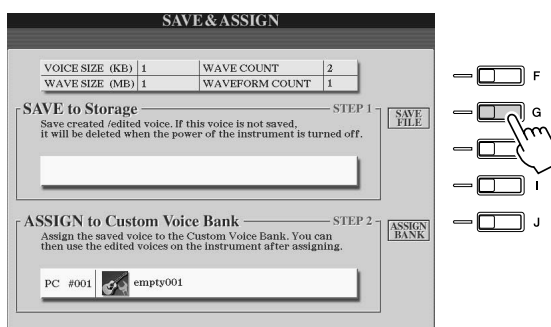 SAVE & ASSIGN
VOICE SIZE (KB) 1 WAVE COUNT 2
WAVE SIZE (MB) 1 WAVEFORM COUNT 1
SAVE to Storage STEP 1
SAVE
FILE
Save created /edited voice. If this voice is not saved,
it will be deleted when the power of the instrument is turned off.
ASSIGN to Custom Voice Bank STEP 2
ASSIGN
BANK
Assign the saved voice to the Custom Voice Bank. You can
then use the edited voices on the instrument after assigning.
PC #001 empty001
F
G
I
J